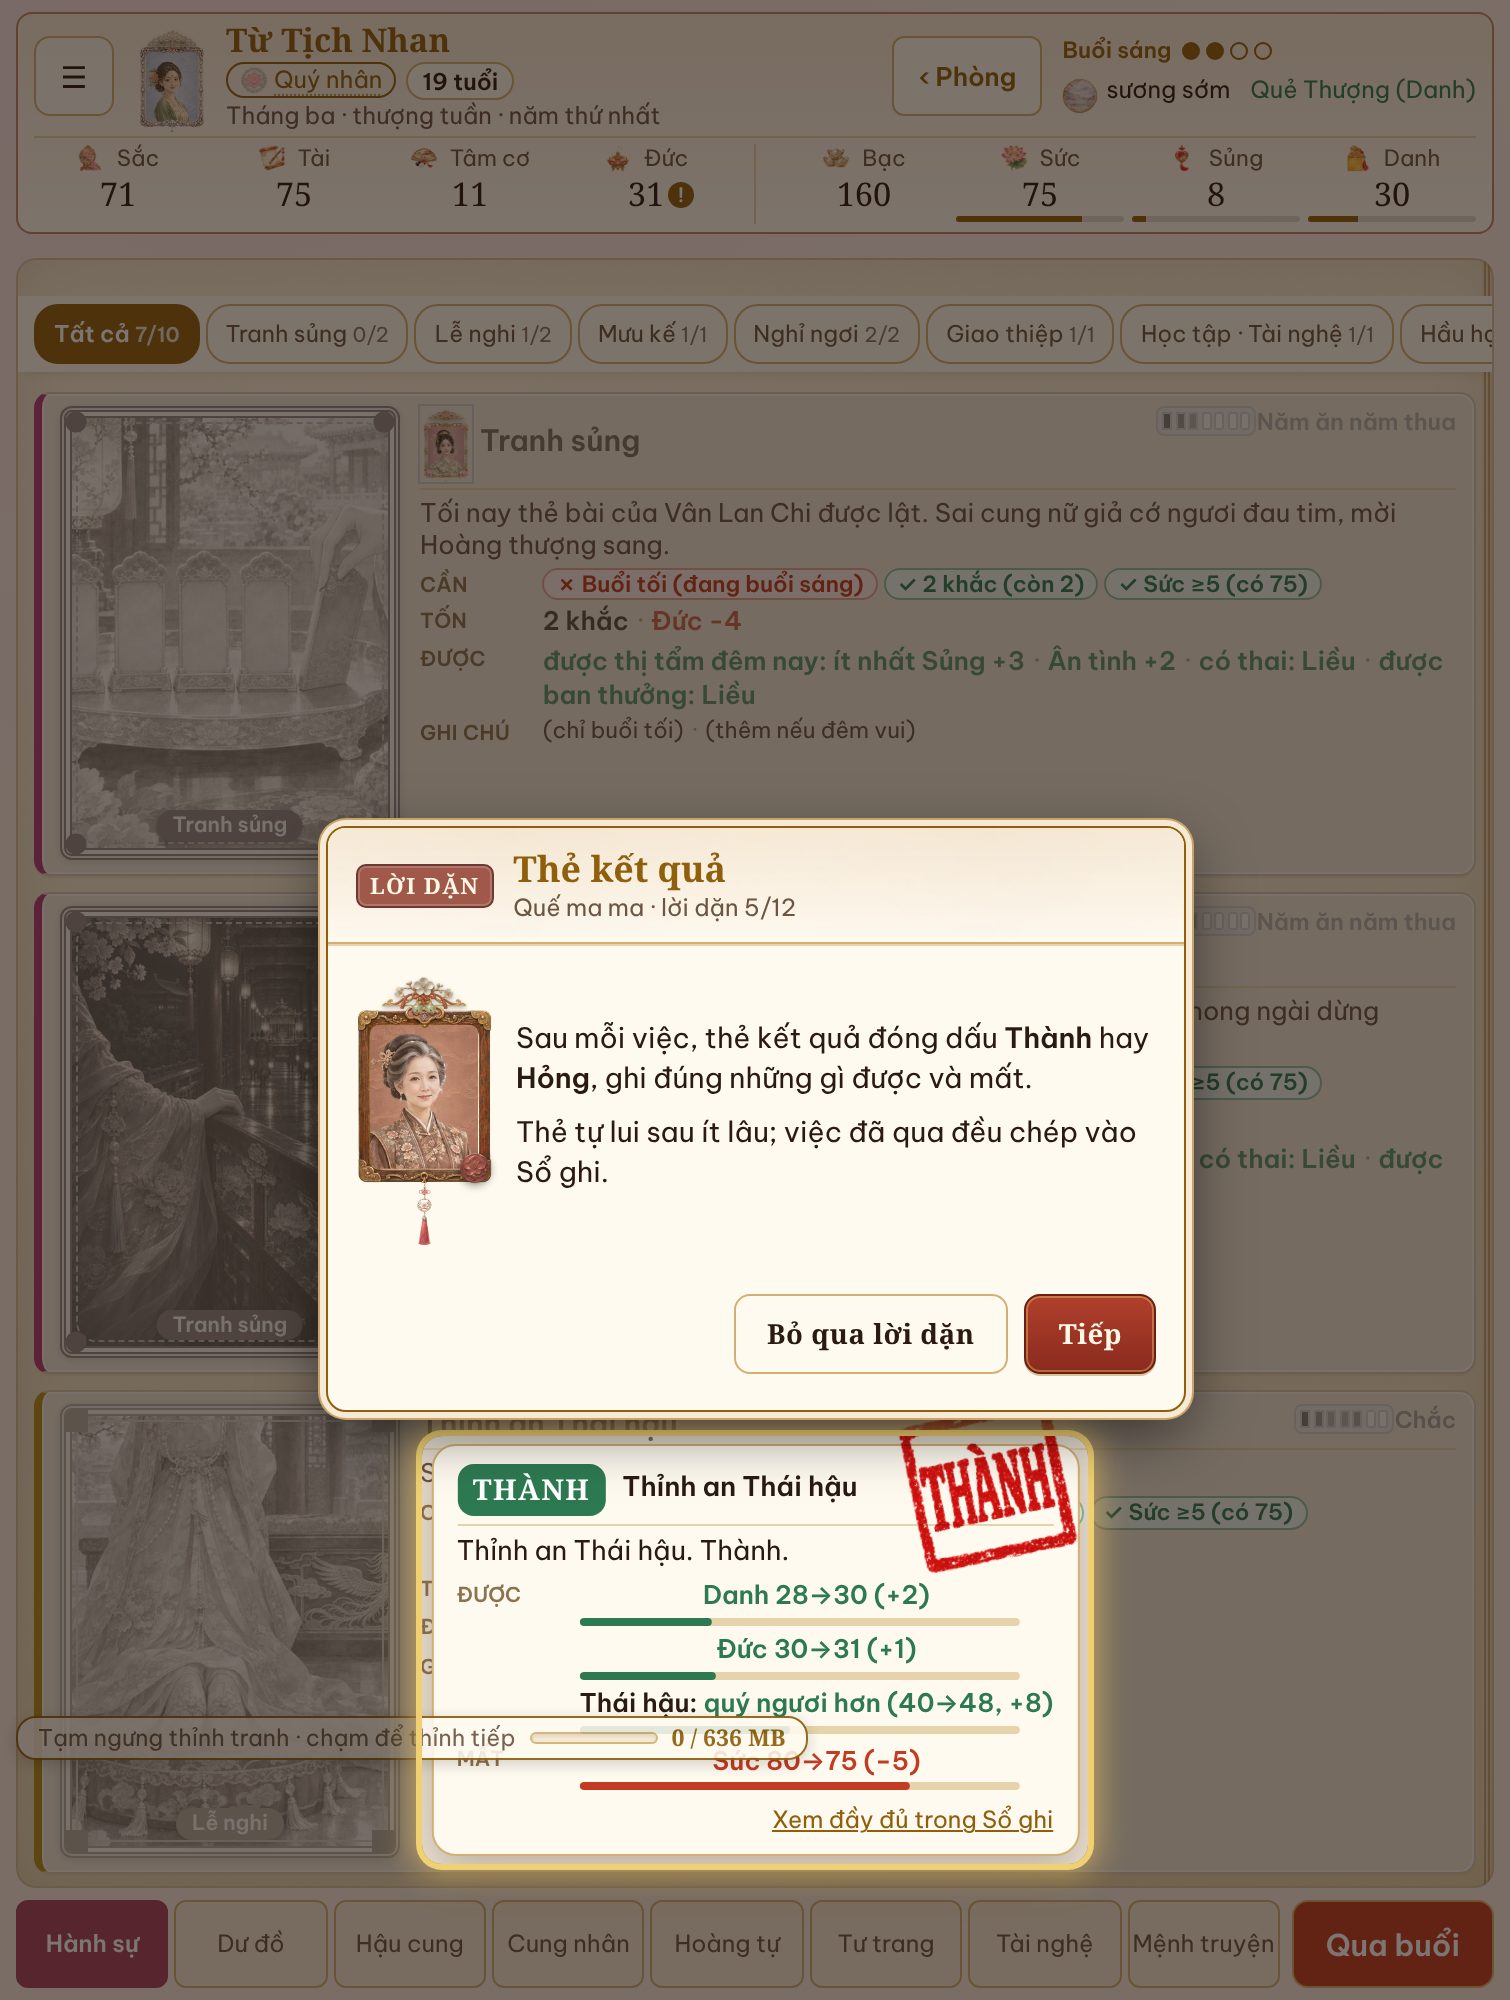 ☰
Từ Tịch Nhan
Quý nhân
19 tuổi
Tháng ba · thượng tuần · năm thứ nhất
‹ Phòng
Buổi sáng
sương sớm
Quẻ Thượng (Danh)
Sắc
Tài
Tâm cơ
Đức
Bạc
Sức
Sủng
Danh
71
75
11
31 !
160
75
8
30
Tất cả 7/10
Tranh sủng 0/2
Lễ nghi 1/2
Mưu kế 1/1
Nghỉ ngơi 2/2
Giao thiệp 1/1
Học tập · Tài nghệ 1/1
Hầu
Tranh sủng
Năm ăn năm thua
Tối nay thẻ bài của Vân Lan Chi được lật. Sai cung nữ giả cớ ngươi đau tim, mời
Hoàng thượng sang.
CẦN
× Buổi tối (đang buổi sáng)
✓ 2 khắc (còn 2)
✓ Sức ≥5 (có 75)
TỐN
2 khắc · Đức -4
ĐƯỢC
được thị tẩm đêm nay: ít nhất Sủng +3 · Ân tình +2 · có thai: Liều · được
ban thưởng: Liều
GHI CHÚ
(chỉ buổi tối) · (thêm nếu đêm vui)
Tranh sủng
LỜI DẶN
Thẻ kết quả
Quế ma ma · lời dặn 5/12
Năm ăn năm thua
ngài dừng
≥5 (có 75)
có thai: Liều · được
Sau mỗi việc, thẻ kết quả đóng dấu Thành hay
Hỏng, ghi đúng những gì được và mất.
Thẻ tự lui sau ít lâu; việc đã qua đều chép vào
Sổ ghi.
Bỏ qua lời dặn
Tiếp
Tranh sủng
Thỉnh an Thái hậu
Chắc
✓ Sức ≥5 (có 75)
THÀNH
Thỉnh an Thái hậu
THÀNH
Thỉnh an Thái hậu. Thành.
ĐƯỢC
Danh 28→30 (+2)
Đức 30→31 (+1)
Thái hậu: quý ngươi hơn (40→48, +8)
Tạm ngưng thỉnh tranh · chạm để thỉnh tiếp
0 / 636 MB
MẤT
Sức 80→75 (-5)
Xem đầy đủ trong Sổ ghi
Lễ nghi
Hành sự
Dư đồ
Hậu cung
Cung nhân
Hoàng tự
Tư trang
Tài nghệ
Mệnh truyện
Qua buổi